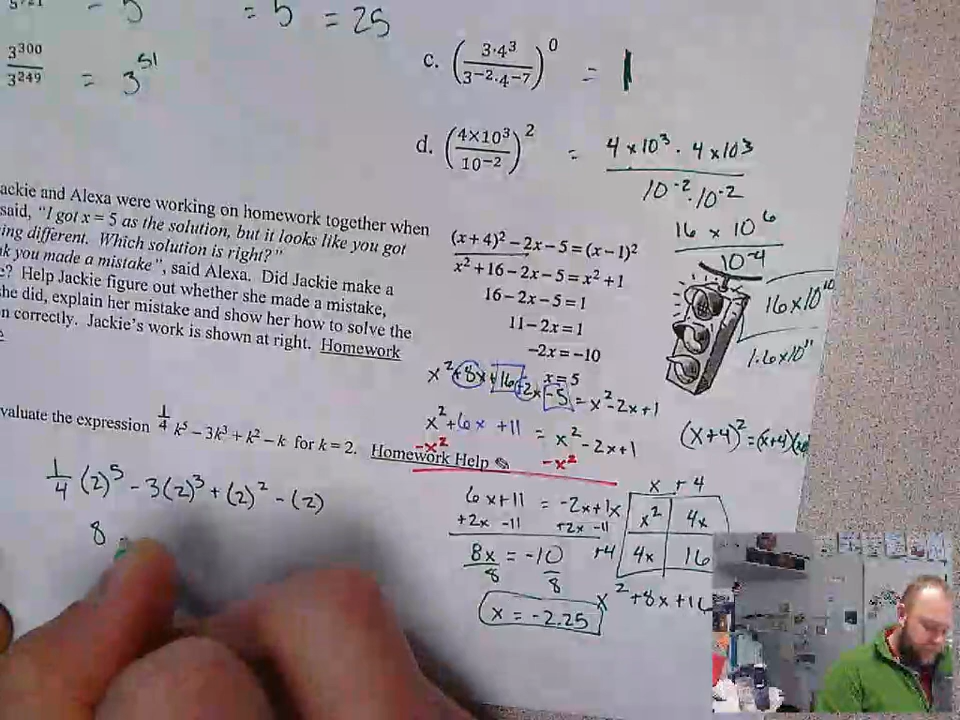 = 5 = 25
3^300/3^249 = 3^51
c. (3·4^3/3^-2·4^-7)^0 = 1
d. (4×10^3/10^-2)^2 = 4×10^3 · 4×10^3
10^-2 · 10^-2
16 × 10^6
10^-4
16×10^10
1.6×10^11
ackie and Alexa were working on homework together when
said, "I got x = 5 as the solution, but it looks like you got
ing different. Which solution is right?"
k you made a mistake", said Alexa. Did Jackie make a
e? Help Jackie figure out whether she made a mistake,
he did, explain her mistake and show her how to solve the
n correctly. Jackie's work is shown at right. Homework
(x+4)^2 − 2x − 5 = (x−1)^2
x^2+16−2x−5 = x^2+1
16−2x−5 = 1
11−2x = 1
−2x = −10
x = 5
x^2+8x+16-2x-5 = x^2-2x+1
x^2+6x+11 = x^2-2x+1
-x^2 -x^2
6x+11 = -2x+1x
+2x -11 +2x -11
8x/8 = -10/8
x = -2.25
(x+4)^2=(x+4)(x
x +4
x^2 4x
+4 4x 16
x^2+8x+16
valuate the expression 1/4 k^5 − 3k^3 + k^2 − k for k = 2. Homework Help ✎
1/4 (2)^5 - 3(2)^3 + (2)^2 - (2)
8